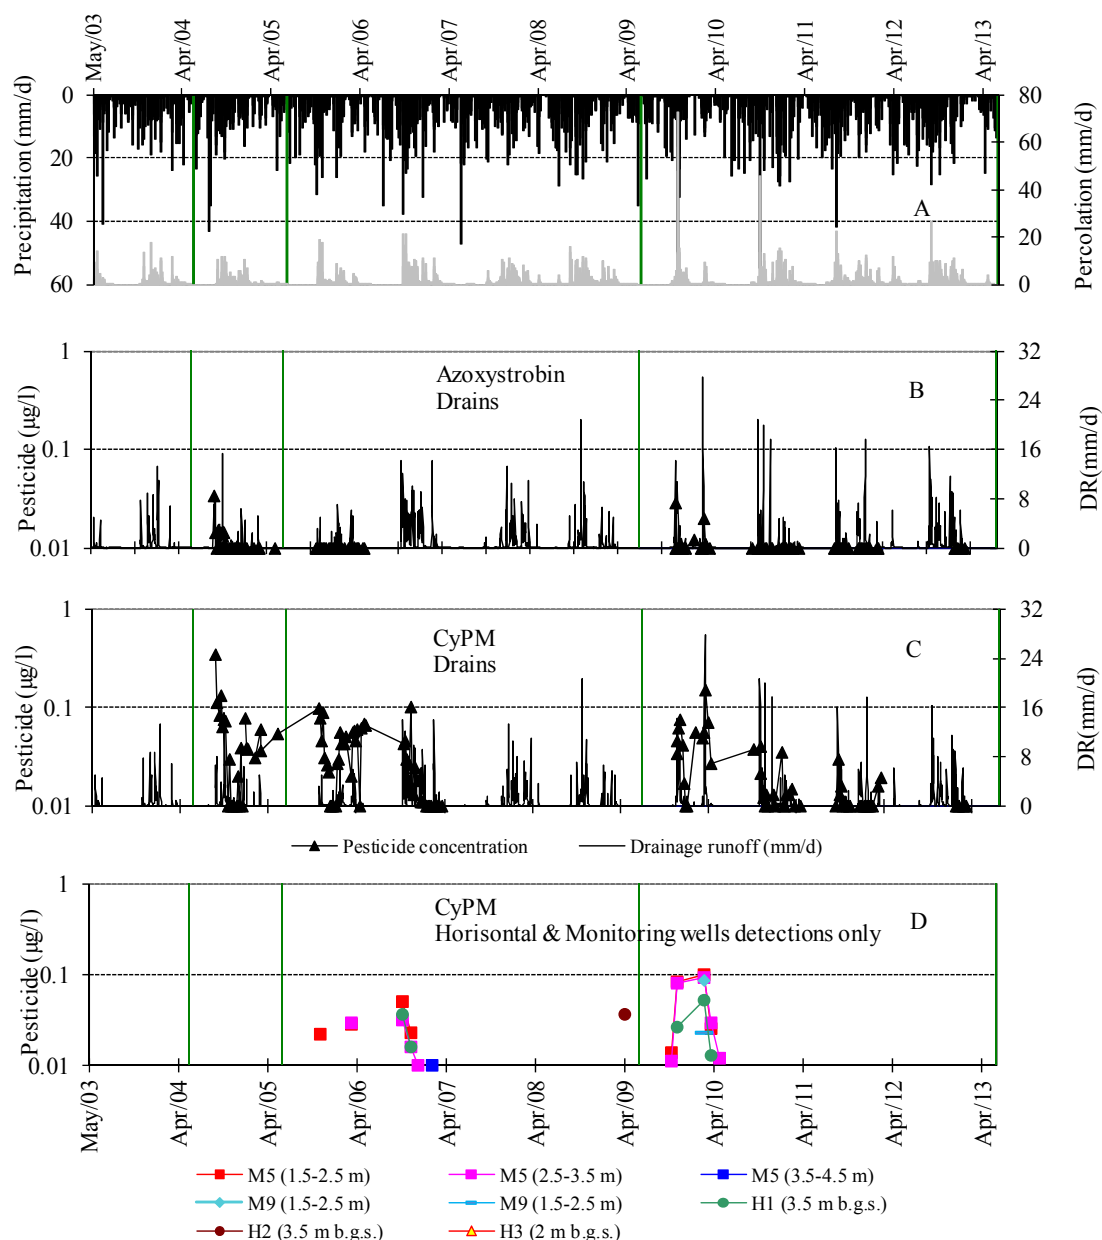 May/03 Apr/04 Apr/05 Apr/06 Apr/07 Apr/08 Apr/09 Apr/10 Apr/11 Apr/12 Apr/13
Precipitation (mm/d)
0
20
40
60
A
80
60
40
20
0
Percolation (mm/d)
Pesticide (µg/l)
1
0.1
0.01
Azoxystrobin
Drains
B
32
24
16
8
0
DR(mm/d)
Pesticide (µg/l)
1
0.1
0.01
CyPM
Drains
C
32
24
16
8
0
DR(mm/d)
Pesticide concentration
Drainage runoff (mm/d)
Pesticide (µg/l)
1
0.1
0.01
CyPM
Horisontal & Monitoring wells detections only
D
May/03 Apr/04 Apr/05 Apr/06 Apr/07 Apr/08 Apr/09 Apr/10 Apr/11 Apr/12 Apr/13
M5 (1.5-2.5 m) M5 (2.5-3.5 m) M5 (3.5-4.5 m)
M9 (1.5-2.5 m) M9 (1.5-2.5 m) H1 (3.5 m b.g.s.)
H2 (3.5 m b.g.s.) H3 (2 m b.g.s.)